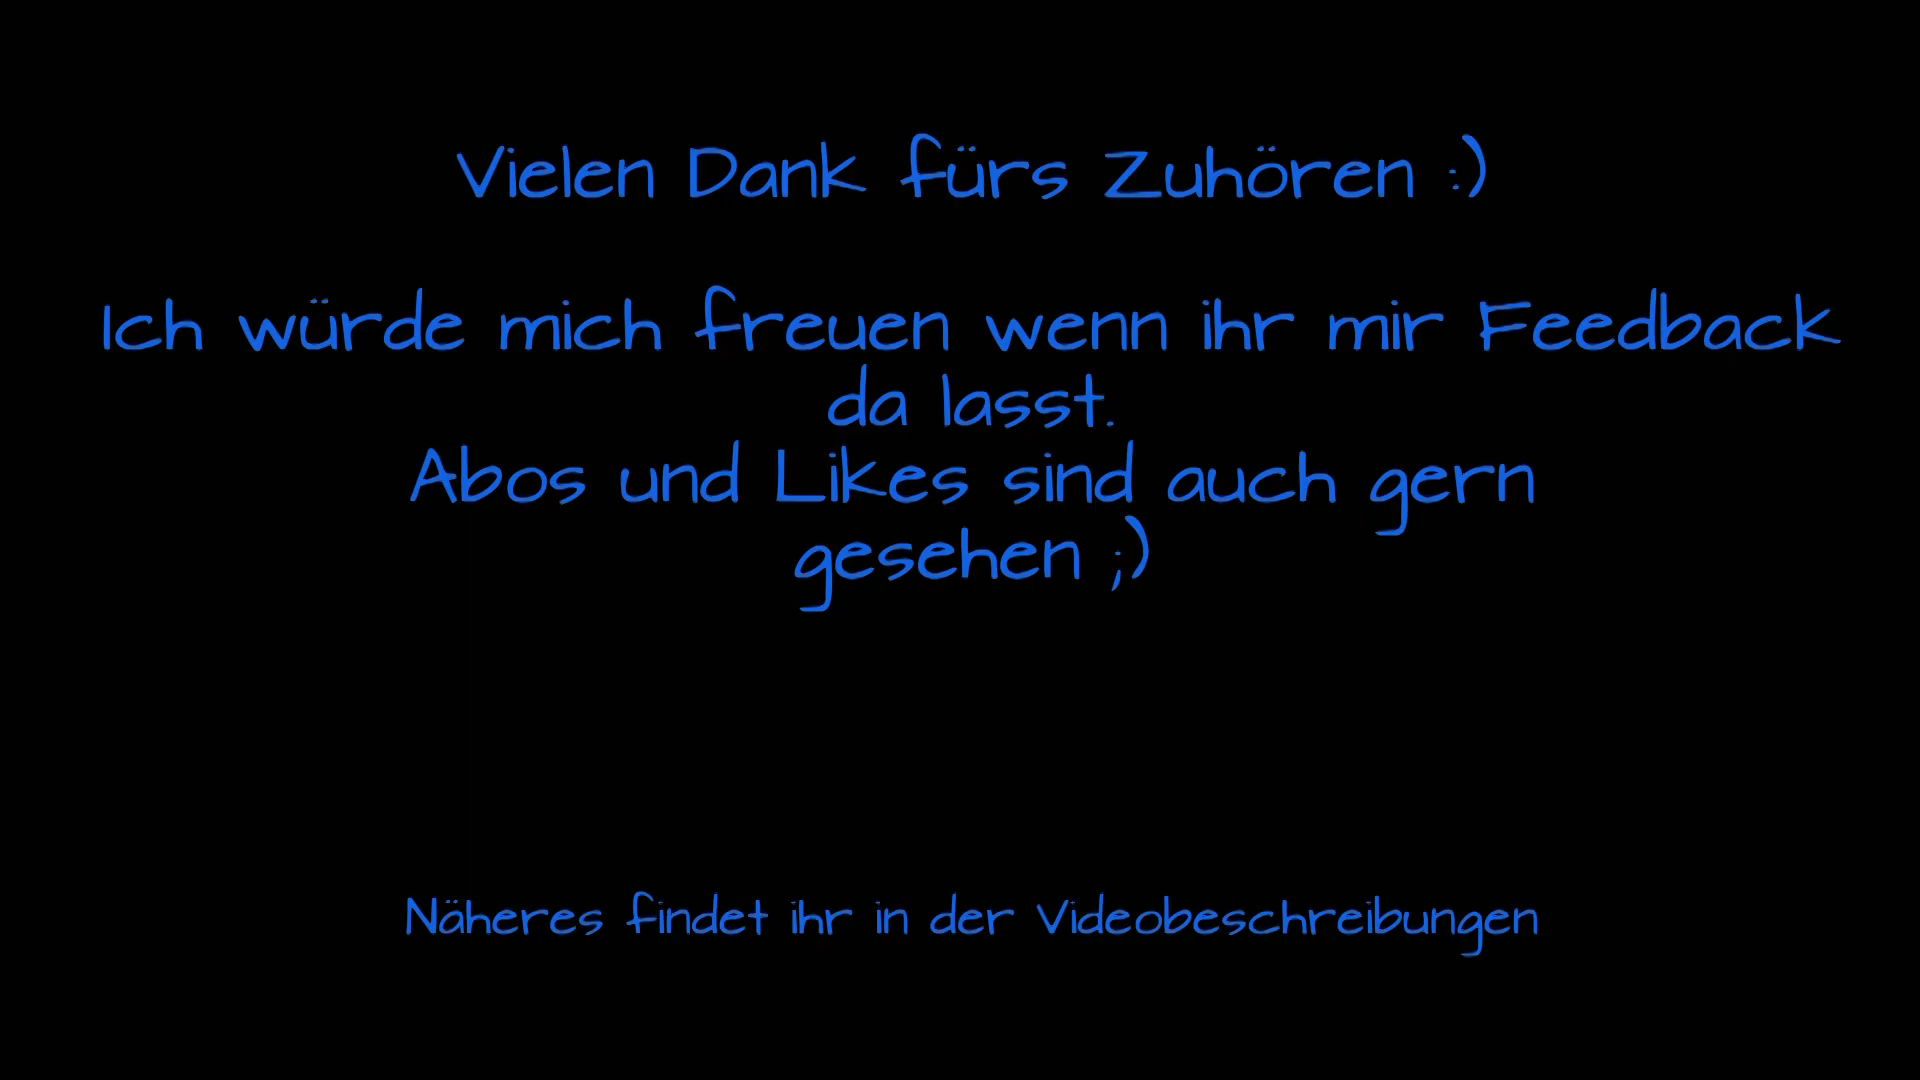 Vielen Dank fürs Zuhören :)
Ich würde mich freuen wenn ihr mir Feedback
da lasst.
Abos und Likes sind auch gern
gesehen ;)
Näheres findet ihr in der Videobeschreibungen